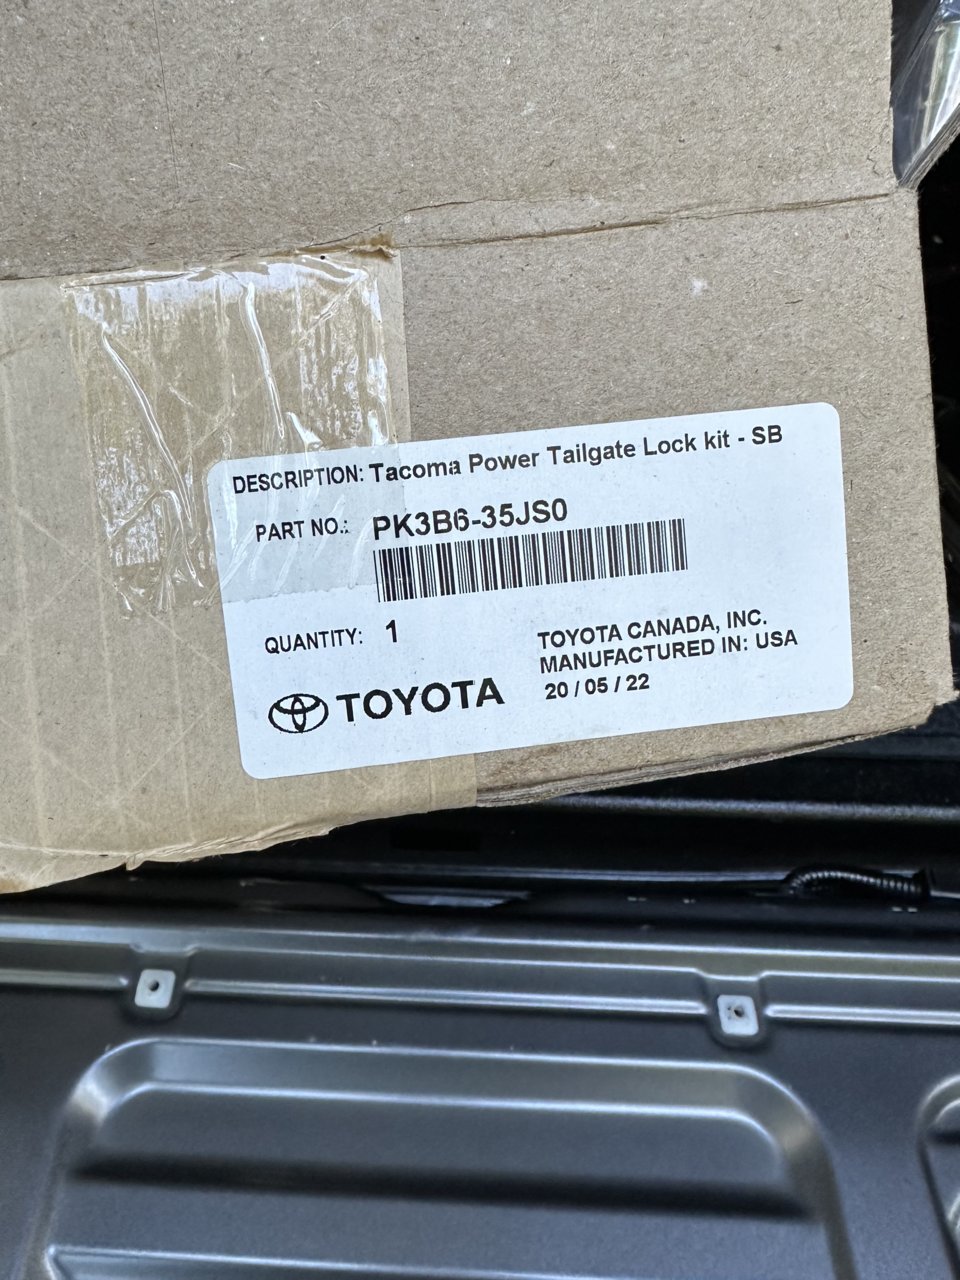 DESCRIPTION: Tacoma Power Tailgate Lock kit - SB
PART NO.: PK3B6-35JS0
QUANTITY: 1
TOYOTA CANADA, INC.
MANUFACTURED IN: USA
20 / 05 / 22
TOYOTA